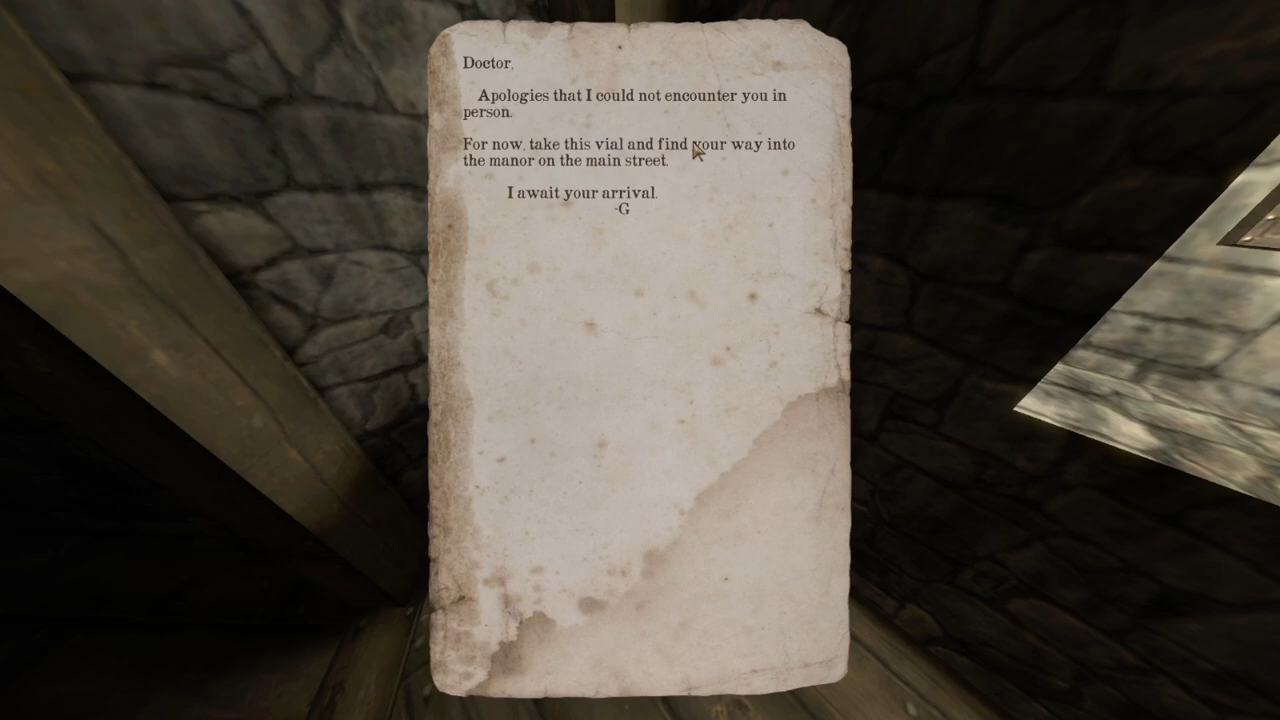 Doctor,
Apologies that I could not encounter you in
person.
For now, take this vial and find your way into
the manor on the main street.
I await your arrival.
-G